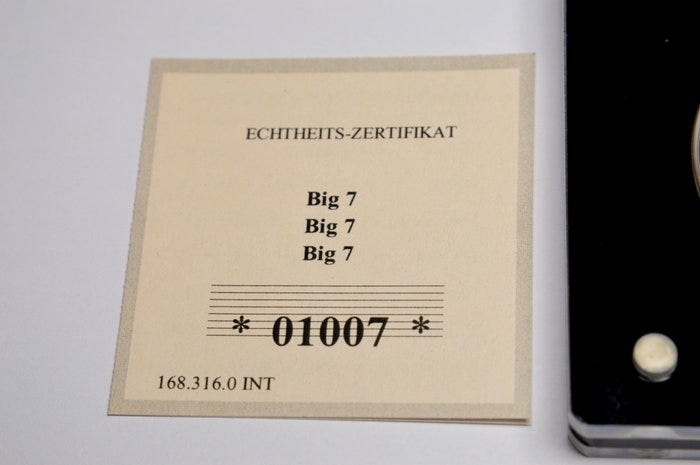 ECHTHEITS-ZERTIFIKAT
Big 7
Big 7
Big 7
* 01007 *
168.316.0 INT